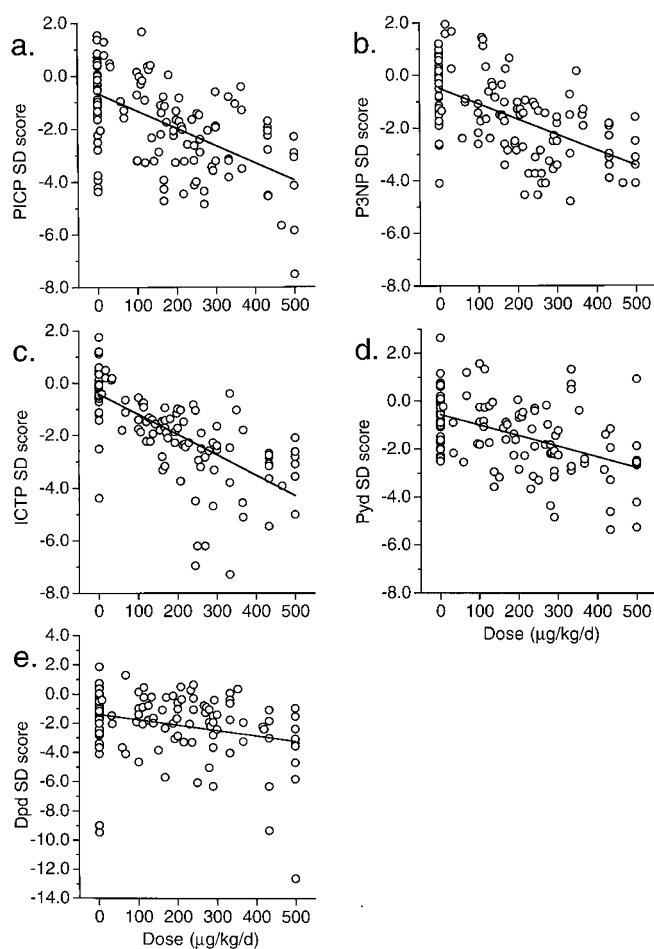 a.
PICP SD score
2.0
0.0
-2.0
-4.0
-6.0
-8.0
0 100 200 300 400 500
b.
P3NP SD score
2.0
0.0
-2.0
-4.0
-6.0
-8.0
0 100 200 300 400 500
c.
ICTP SD score
2.0
0.0
-2.0
-4.0
-6.0
-8.0
0 100 200 300 400 500
d.
Pyd SD score
2.0
0.0
-2.0
-4.0
-6.0
-8.0
0 100 200 300 400 500
Dose (µg/kg/d)
e.
Dpd SD score
4.0
2.0
0.0
-2.0
-4.0
-6.0
-8.0
-10.0
-12.0
-14.0
0 100 200 300 400 500
Dose (µg/kg/d)